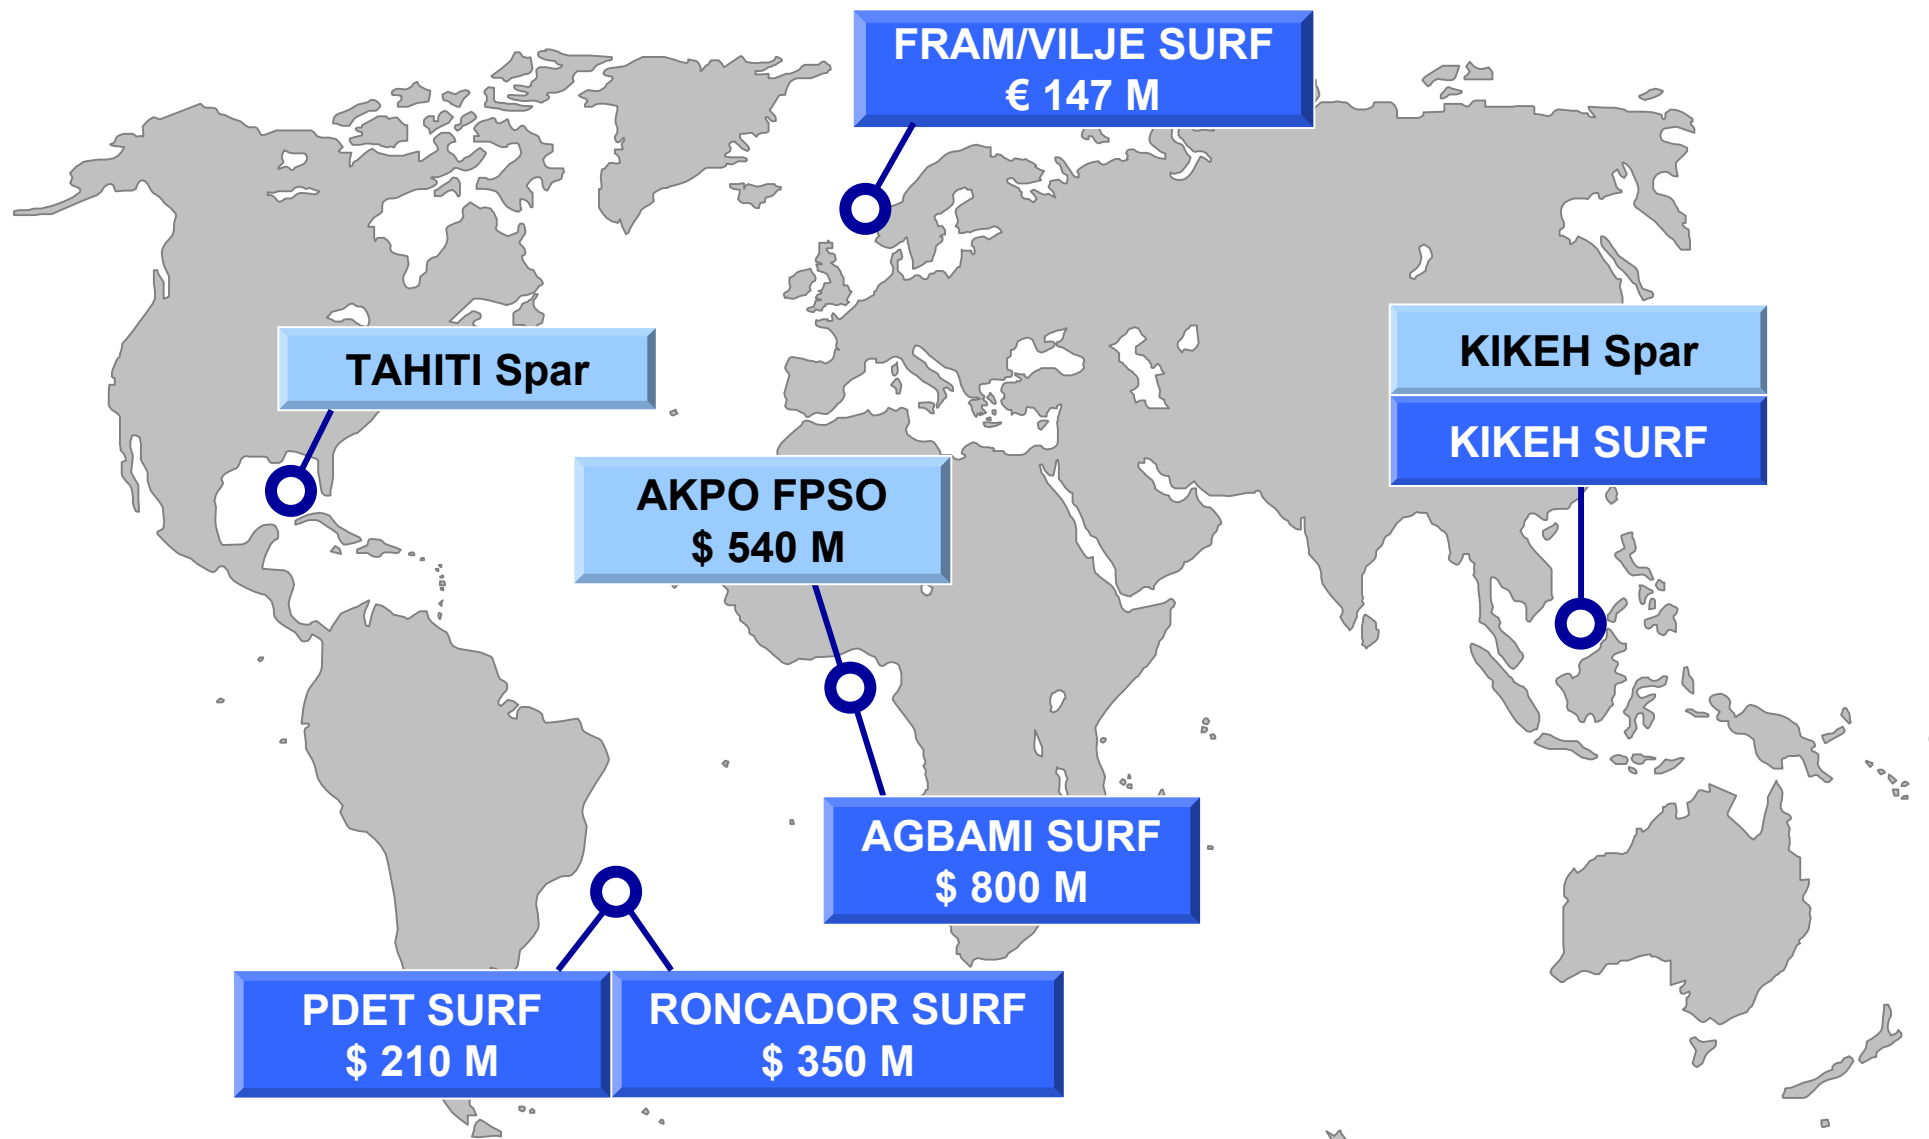 FRAM/VILJE SURF
€ 147 M
TAHITI Spar
KIKEH Spar
KIKEH SURF
AKPO FPSO
$ 540 M
AGBAMI SURF
$ 800 M
PDET SURF
$ 210 M
RONCADOR SURF
$ 350 M